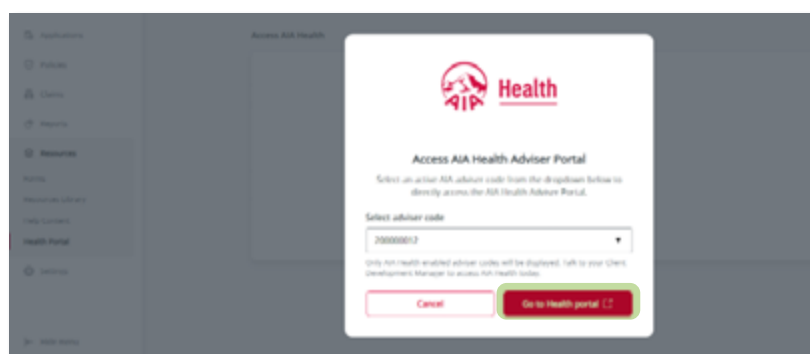 Applications
Policies
Claims
Reports
Resources
Health Portal
Settings
Access AIA Health
AIA Health
Access AIA Health Adviser Portal
Select an active AIA adviser code from the dropdown below to
directly access the AIA Health Adviser Portal.
Select adviser code
200000012
Only AIA Health enabled adviser codes will be displayed. Talk to your Client
Development Manager to access AIA Health today.
Cancel
Go to Health portal